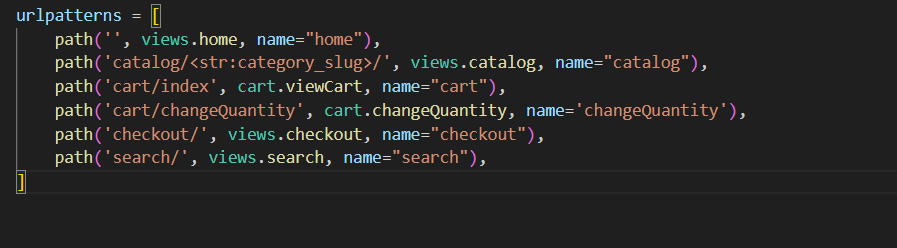 urlpatterns = [
    path('', views.home, name="home"),
    path('catalog/<str:category_slug>/', views.catalog, name="catalog"),
    path('cart/index', cart.viewCart, name="cart"),
    path('cart/changeQuantity', cart.changeQuantity, name='changeQuantity'),
    path('checkout/', views.checkout, name="checkout"),
    path('search/', views.search, name="search"),
]